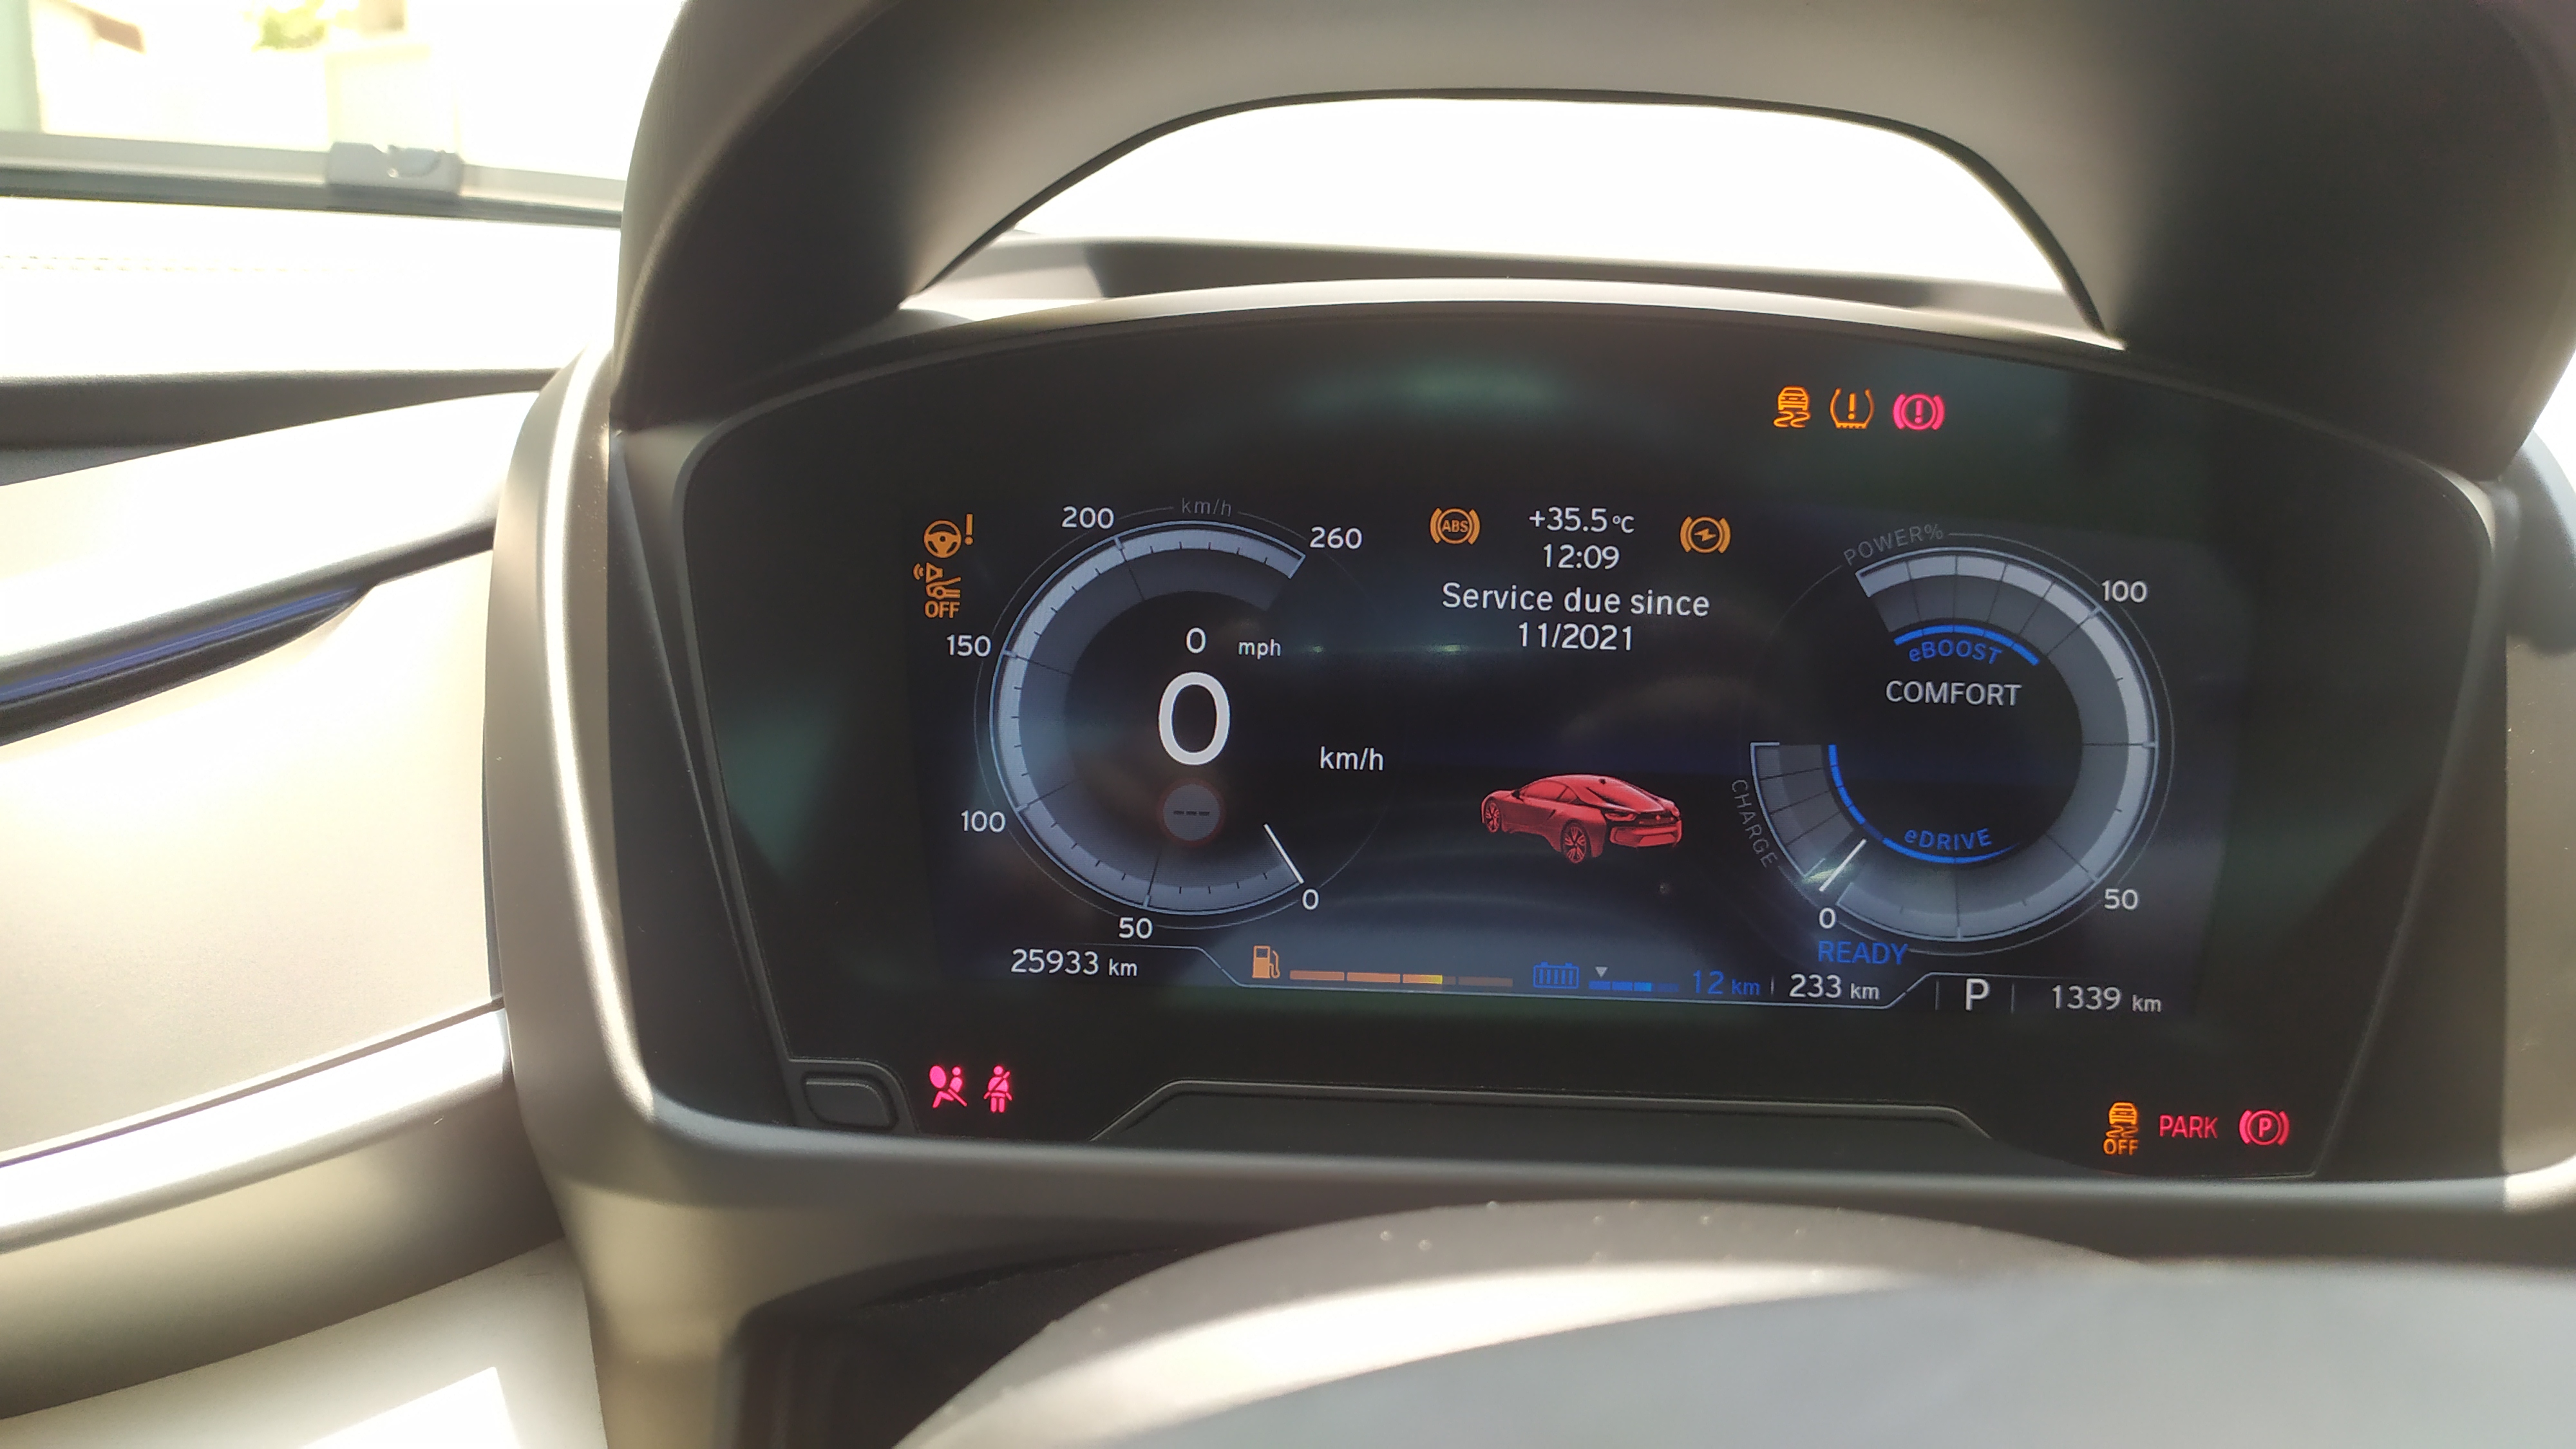 km/h
200
260
ABS
+35.5°C
12:09
POWER%
OFF
Service due since
11/2021
100
150
0 mph
eBOOST
0
COMFORT
km/h
---
100
CHARGE
eDRIVE
0
50
50
0
READY
25933 km
12 km
233 km
P
1339 km
OFF
PARK
P